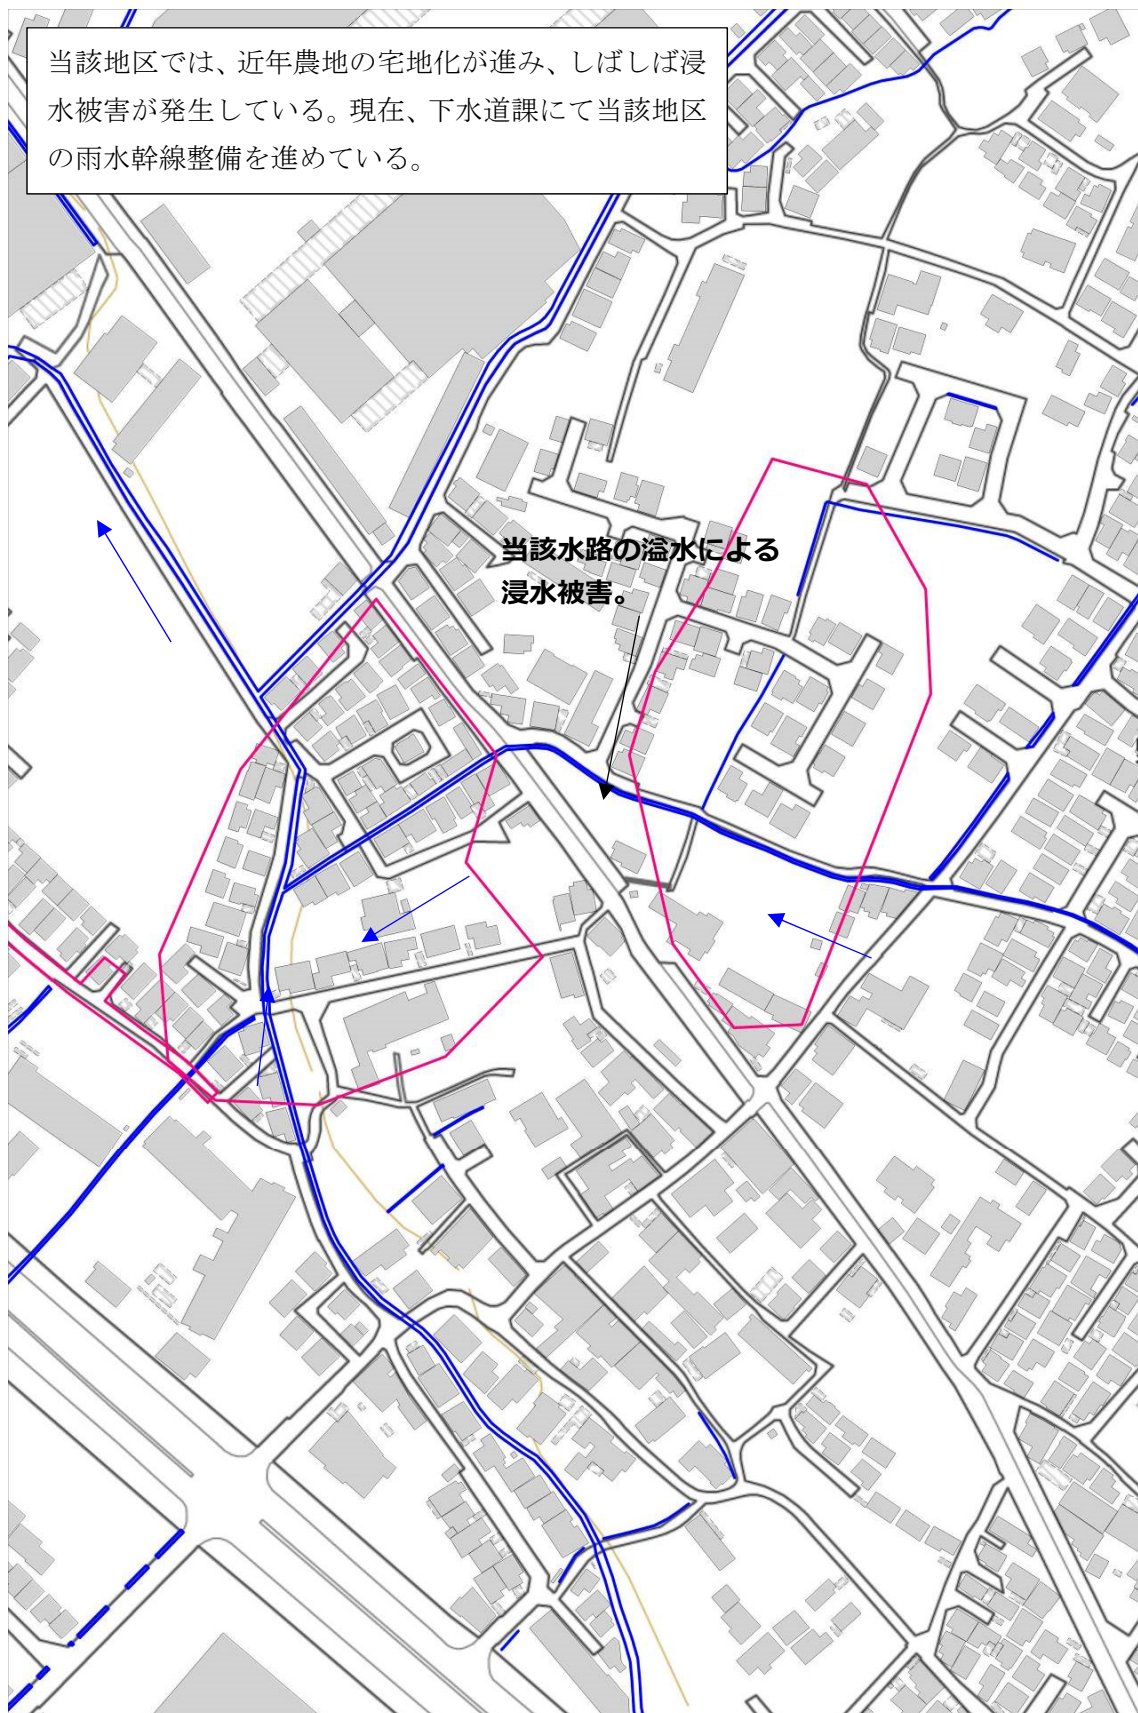 当該地区では、近年農地の宅地化が進み、しばしば浸
水被害が発生している。現在、下水道課にて当該地区
の雨水幹線整備を進めている。
当該水路の溢水による
浸水被害。